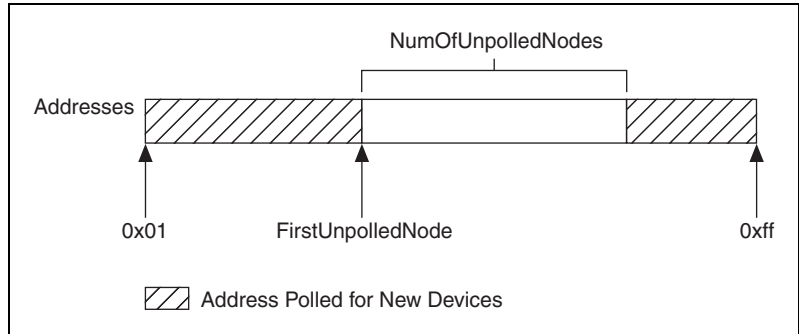 NumOfUnpolledNodes
Addresses
0x01
FirstUnpolledNode
0xff
Address Polled for New Devices